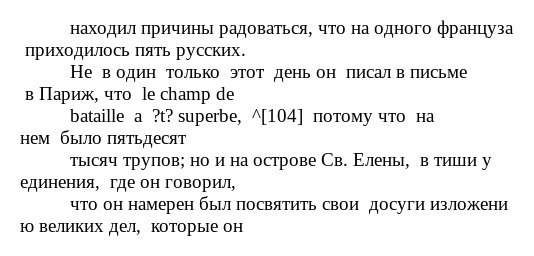 находил причины радоваться, что на одного француза
приходилось пять русских.
Не в один только этот день он писал в письме
в Париж, что le champ de
bataille a ?t? superbe, ^[104] потому что на
нем было пятьдесят
тысяч трупов; но и на острове Св. Елены, в тиши у
единения, где он говорил,
что он намерен был посвятить свои досуги изложени
ю великих дел, которые он